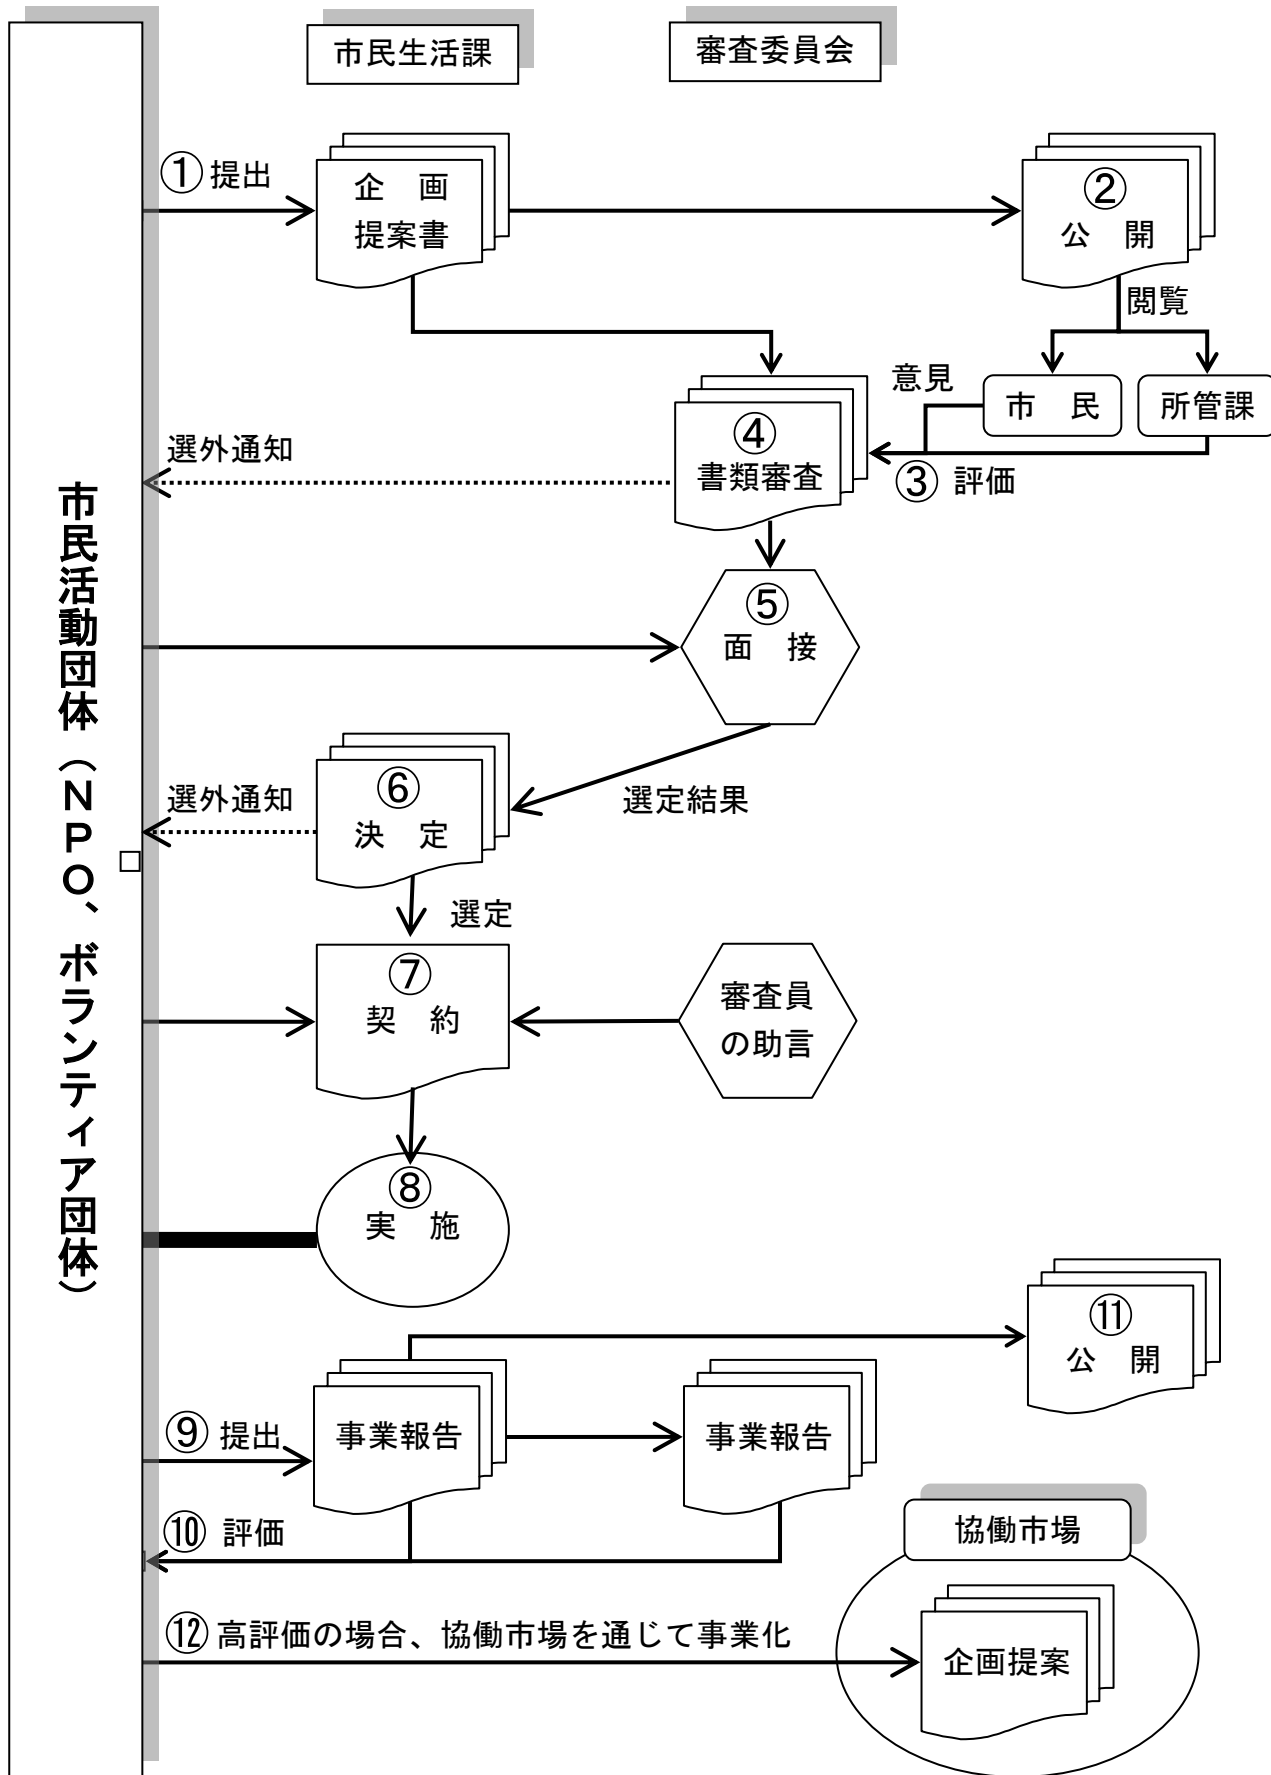 市民生活課
審査委員会
①提出
企　画
提案書
②
公　開
閲覧
意見
市　民
所管課
④
書類審査
③ 評価
選外通知
⑤
面　接
選定結果
⑥
決　定
選外通知
選定
⑦
契　約
審査員
の助言
⑧
実　施
市民活動団体（ＮＰＯ、ボランティア団体）
⑪
公　開
⑨ 提出
事業報告
事業報告
⑩ 評価
協働市場
⑫ 高評価の場合、協働市場を通じて事業化
企画提案